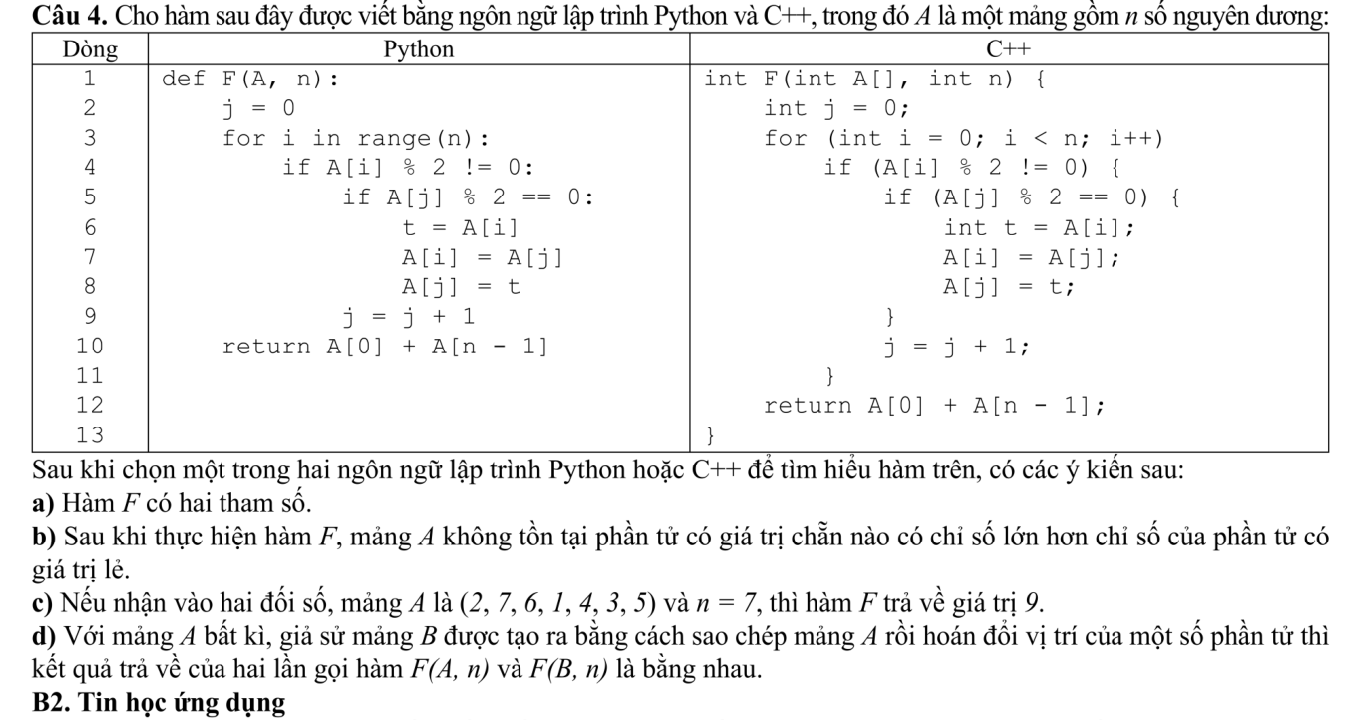 Câu 4. Cho hàm sau đây được viết bằng ngôn ngữ lập trình Python và C++, trong đó A là một mảng gồm n số nguyên dương:
Dòng Python C++
1 def F(A, n): int F(int A[], int n) {
2 j = 0 int j = 0;
3 for i in range(n): for (int i = 0; i < n; i++)
4 if A[i] % 2 != 0: if (A[i] % 2 != 0) {
5 if A[j] % 2 == 0: if (A[j] % 2 == 0) {
6 t = A[i] int t = A[i];
7 A[i] = A[j] A[i] = A[j];
8 A[j] = t A[j] = t;
9 j = j + 1 }
10 return A[0] + A[n - 1] j = j + 1;
11 }
12 return A[0] + A[n - 1];
13 }
Sau khi chọn một trong hai ngôn ngữ lập trình Python hoặc C++ để tìm hiểu hàm trên, có các ý kiến sau:
a) Hàm F có hai tham số.
b) Sau khi thực hiện hàm F, mảng A không tồn tại phần tử có giá trị chẵn nào có chỉ số lớn hơn chỉ số của phần tử có
giá trị lẻ.
c) Nếu nhận vào hai đối số, mảng A là (2, 7, 6, 1, 4, 3, 5) và n = 7, thì hàm F trả về giá trị 9.
d) Với mảng A bất kì, giả sử mảng B được tạo ra bằng cách sao chép mảng A rồi hoán đổi vị trí của một số phần tử thì
kết quả trả về của hai lần gọi hàm F(A, n) và F(B, n) là bằng nhau.
B2. Tin học ứng dụng